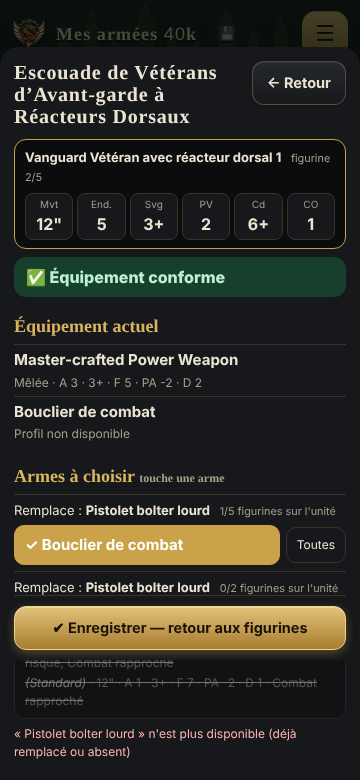 Mes armées 40k 💾 ☰
Escouade de Vétérans
d'Avant-garde à
Réacteurs Dorsaux
← Retour
Vanguard Vétéran avec réacteur dorsal 1 figurine
2/5
Mvt End. Svg PV Cd CO
12" 5 3+ 2 6+ 1
✅ Équipement conforme
Équipement actuel
Master-crafted Power Weapon
Mêlée · A 3 · 3+ · F 5 · PA -2 · D 2
Bouclier de combat
Profil non disponible
Armes à choisir touche une arme
Remplace : Pistolet bolter lourd 1/5 figurines sur l'unité
✓ Bouclier de combat
Toutes
Remplace : Pistolet bolter lourd 0/2 figurines sur l'unité
✔ Enregistrer — retour aux figurines
risque, Combat rapproché
(Standard) · 12" · A 1 · 3+ · F 7 · PA -2 · D 1 · Combat
rapproché
« Pistolet bolter lourd » n'est plus disponible (déjà
remplacé ou absent)